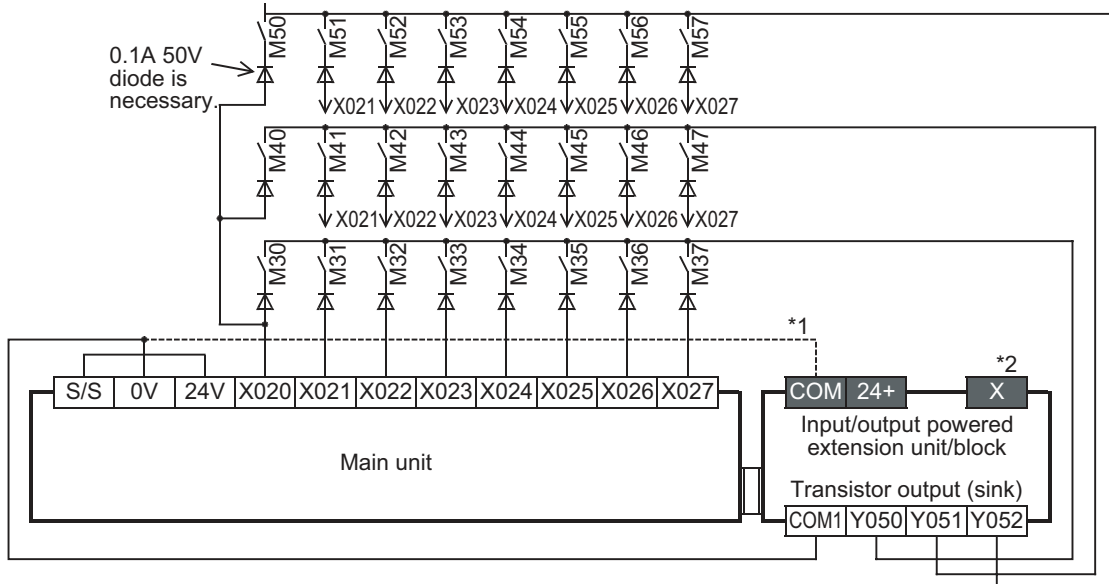 M50 M51 M52 M53 M54 M55 M56 M57
0.1A 50V
diode is
necessary.
X021 X022 X023 X024 X025 X026 X027
M40 M41 M42 M43 M44 M45 M46 M47
X021 X022 X023 X024 X025 X026 X027
M30 M31 M32 M33 M34 M35 M36 M37
*1
*2
S/S 0V 24V X020 X021 X022 X023 X024 X025 X026 X027
COM 24+ X
Main unit
Input/output powered
extension unit/block
Transistor output (sink)
COM1 Y050 Y051 Y052